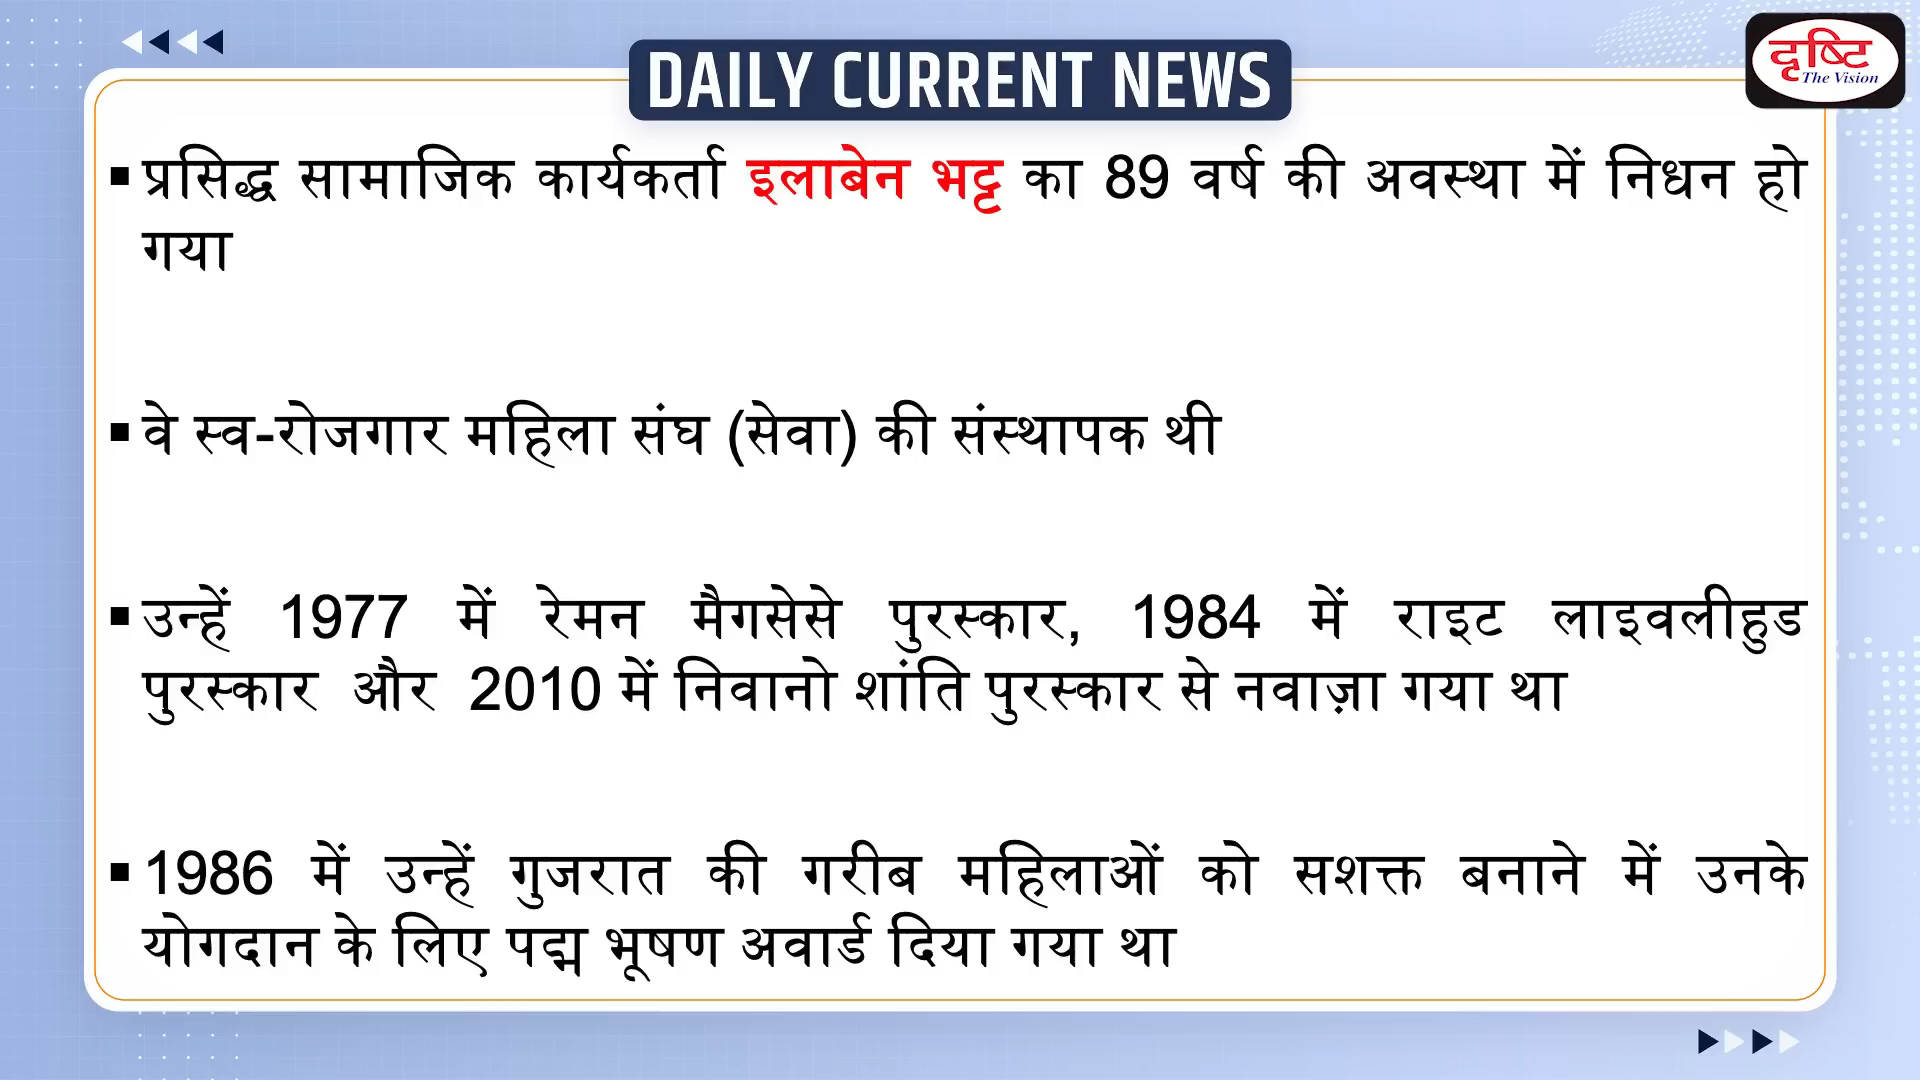 DAILY CURRENT NEWS
दृष्टि
The Vision
▪ प्रसिद्ध सामाजिक कार्यकर्ता इलाबेन भट्ट का 89 वर्ष की अवस्था में निधन हो
गया
▪ वे स्व-रोजगार महिला संघ (सेवा) की संस्थापक थी
▪ उन्हें 1977 में रेमन मैगसेसे पुरस्कार, 1984 में राइट लाइवलीहुड
पुरस्कार और 2010 में निवानो शांति पुरस्कार से नवाज़ा गया था
▪ 1986 में उन्हें गुजरात की गरीब महिलाओं को सशक्त बनाने में उनके
योगदान के लिए पद्म भूषण अवार्ड दिया गया था